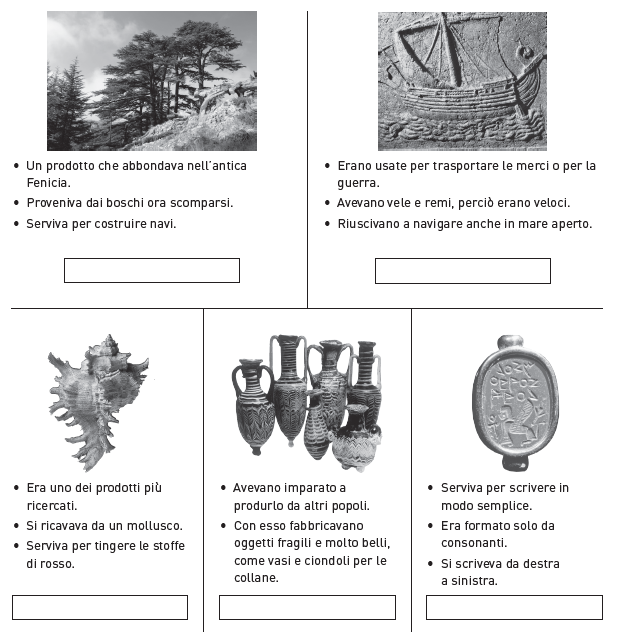 • Un prodotto che abbondava nell'antica
Fenicia.
• Proveniva dai boschi ora scomparsi.
• Serviva per costruire navi.
• Erano usate per trasportare le merci o per la
guerra.
• Avevano vele e remi, perciò erano veloci.
• Riuscivano a navigare anche in mare aperto.
• Era uno dei prodotti più
ricercati.
• Si ricavava da un mollusco.
• Serviva per tingere le stoffe
di rosso.
• Avevano imparato a
produrlo da altri popoli.
• Con esso fabbricavano
oggetti fragili e molto belli,
come vasi e ciondoli per le
collane.
• Serviva per scrivere in
modo semplice.
• Era formato solo da
consonanti.
• Si scriveva da destra
a sinistra.